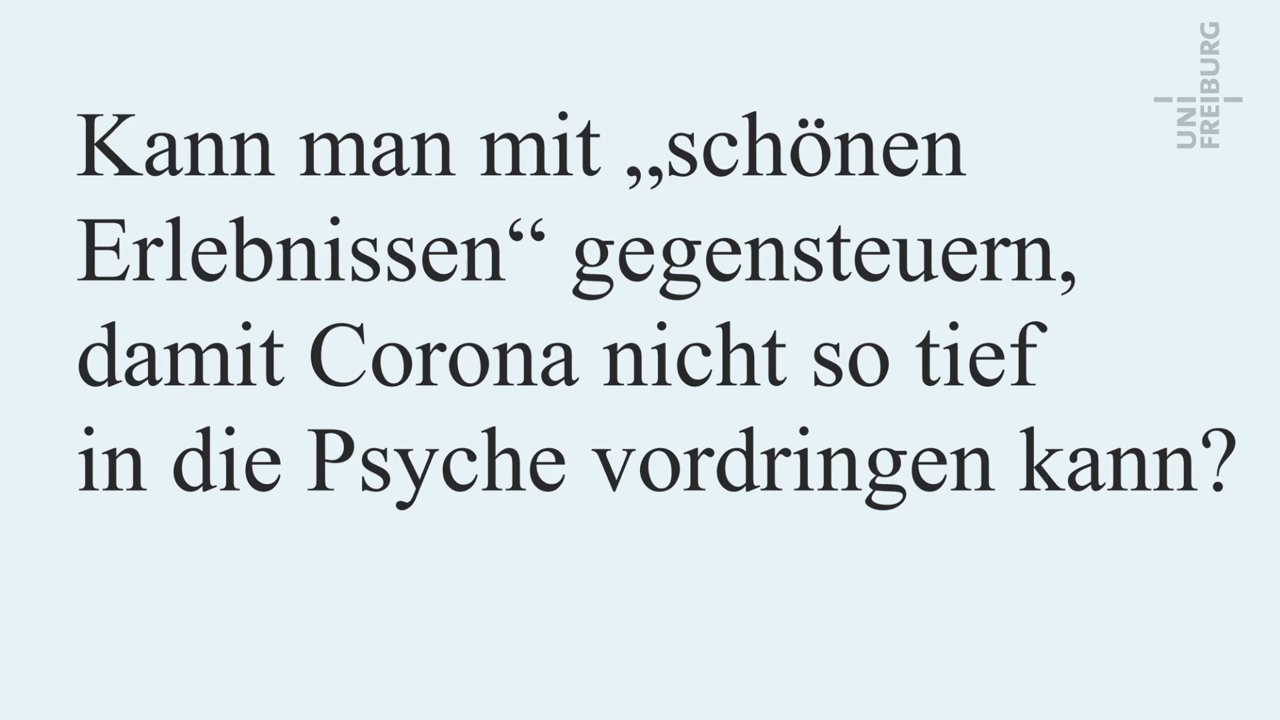 Kann man mit „schönen
Erlebnissen“ gegensteuern,
damit Corona nicht so tief
in die Psyche vordringen kann?
UNI
FREIBURG